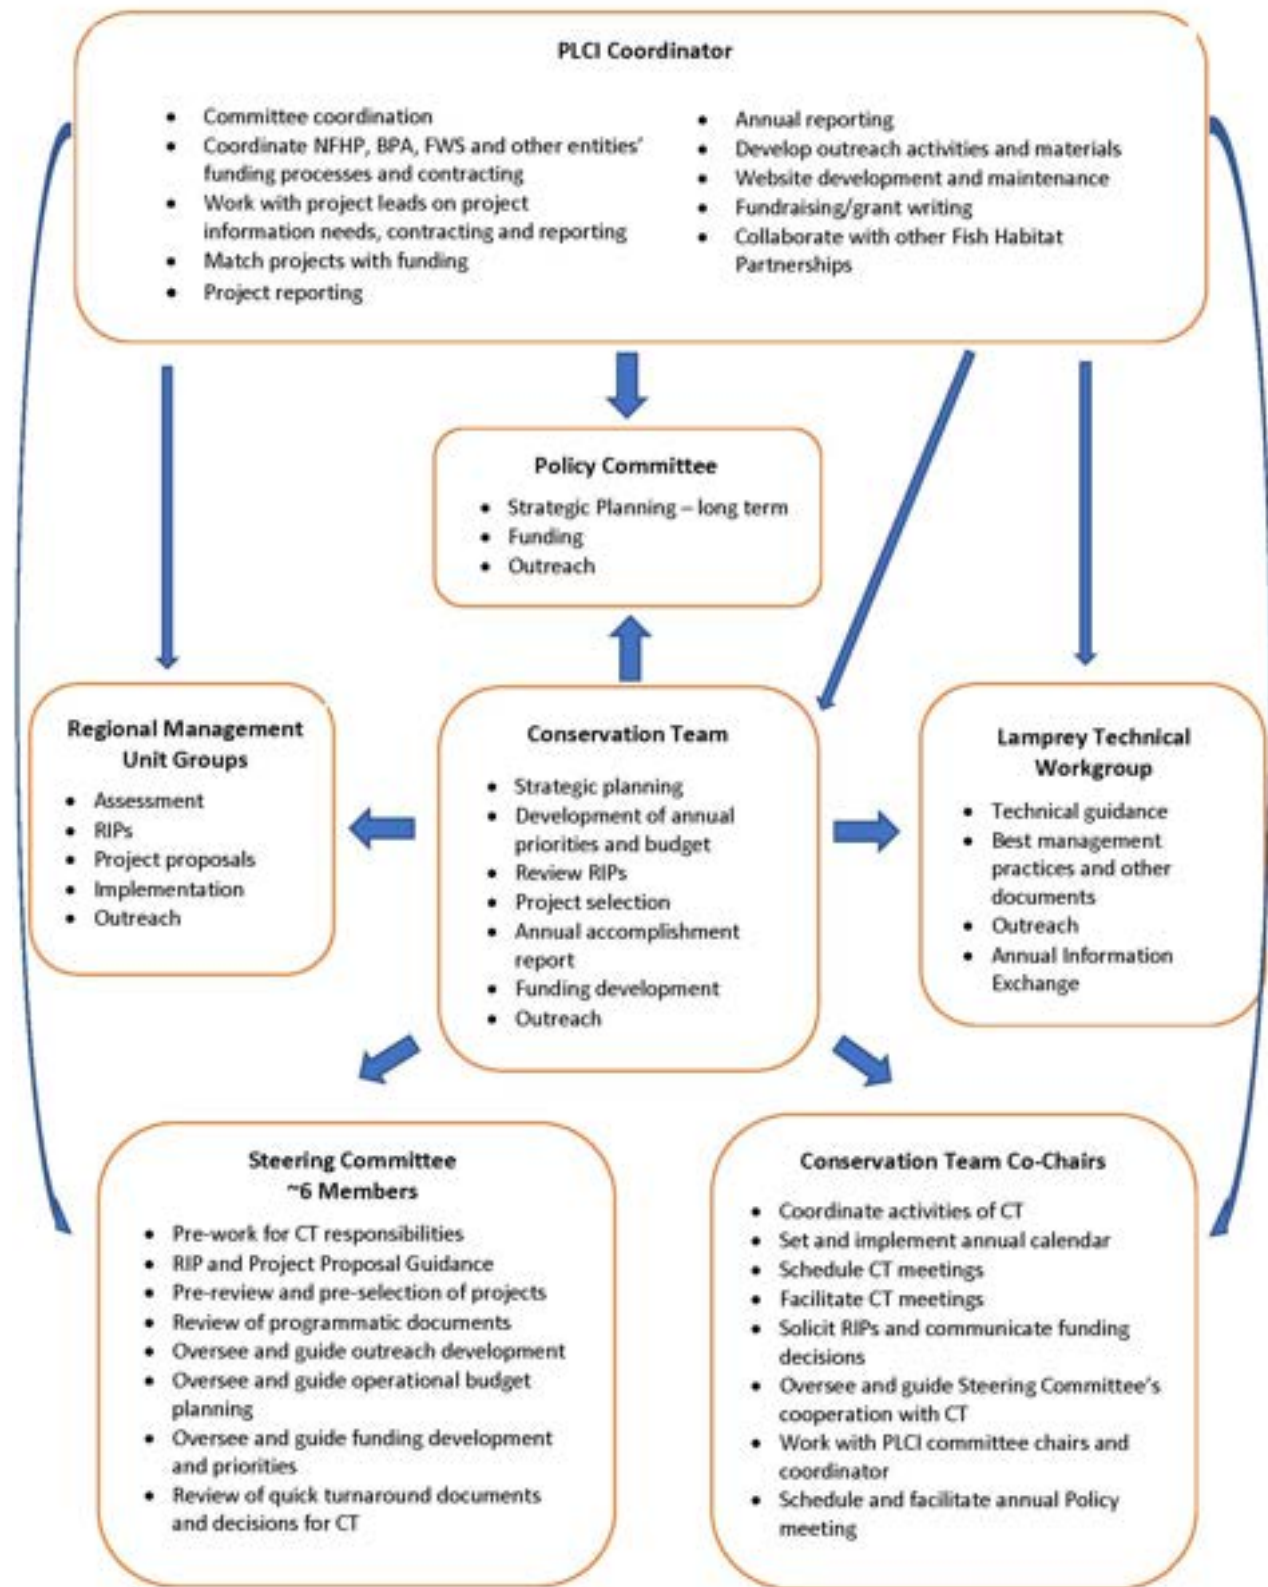 PLCI Coordinator
• Committee coordination
• Coordinate NFHP, BPA, FWS and other entities’
funding processes and contracting
• Work with project leads on project
information needs, contracting and reporting
• Match projects with funding
• Project reporting
• Annual reporting
• Develop outreach activities and materials
• Website development and maintenance
• Fundraising/grant writing
• Collaborate with other Fish Habitat
Partnerships
Policy Committee
• Strategic Planning – long term
• Funding
• Outreach
Regional Management
Unit Groups
• Assessment
• RIPs
• Project proposals
• Implementation
• Outreach
Conservation Team
• Strategic planning
• Development of annual
priorities and budget
• Review RIPs
• Project selection
• Annual accomplishment
report
• Funding development
• Outreach
Lamprey Technical
Workgroup
• Technical guidance
• Best management
practices and other
documents
• Outreach
• Annual Information
Exchange
Steering Committee
~6 Members
• Pre-work for CT responsibilities
• RIP and Project Proposal Guidance
• Pre-review and pre-selection of projects
• Review of programmatic documents
• Oversee and guide outreach development
• Oversee and guide operational budget
planning
• Oversee and guide funding development
and priorities
• Review of quick turnaround documents
and decisions for CT
Conservation Team Co-Chairs
• Coordinate activities of CT
• Set and implement annual calendar
• Schedule CT meetings
• Facilitate CT meetings
• Solicit RIPs and communicate funding
decisions
• Oversee and guide Steering Committee’s
cooperation with CT
• Work with PLCI committee chairs and
coordinator
• Schedule and facilitate annual Policy
meeting